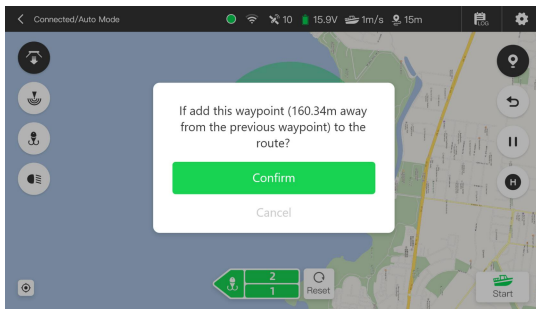 Connected/Auto Mode
10
15.9V
1m/s
15m
LOG
If add this waypoint (160.34m away
from the previous waypoint) to the
route?
Confirm
Cancel
H
2
1
Reset
Start